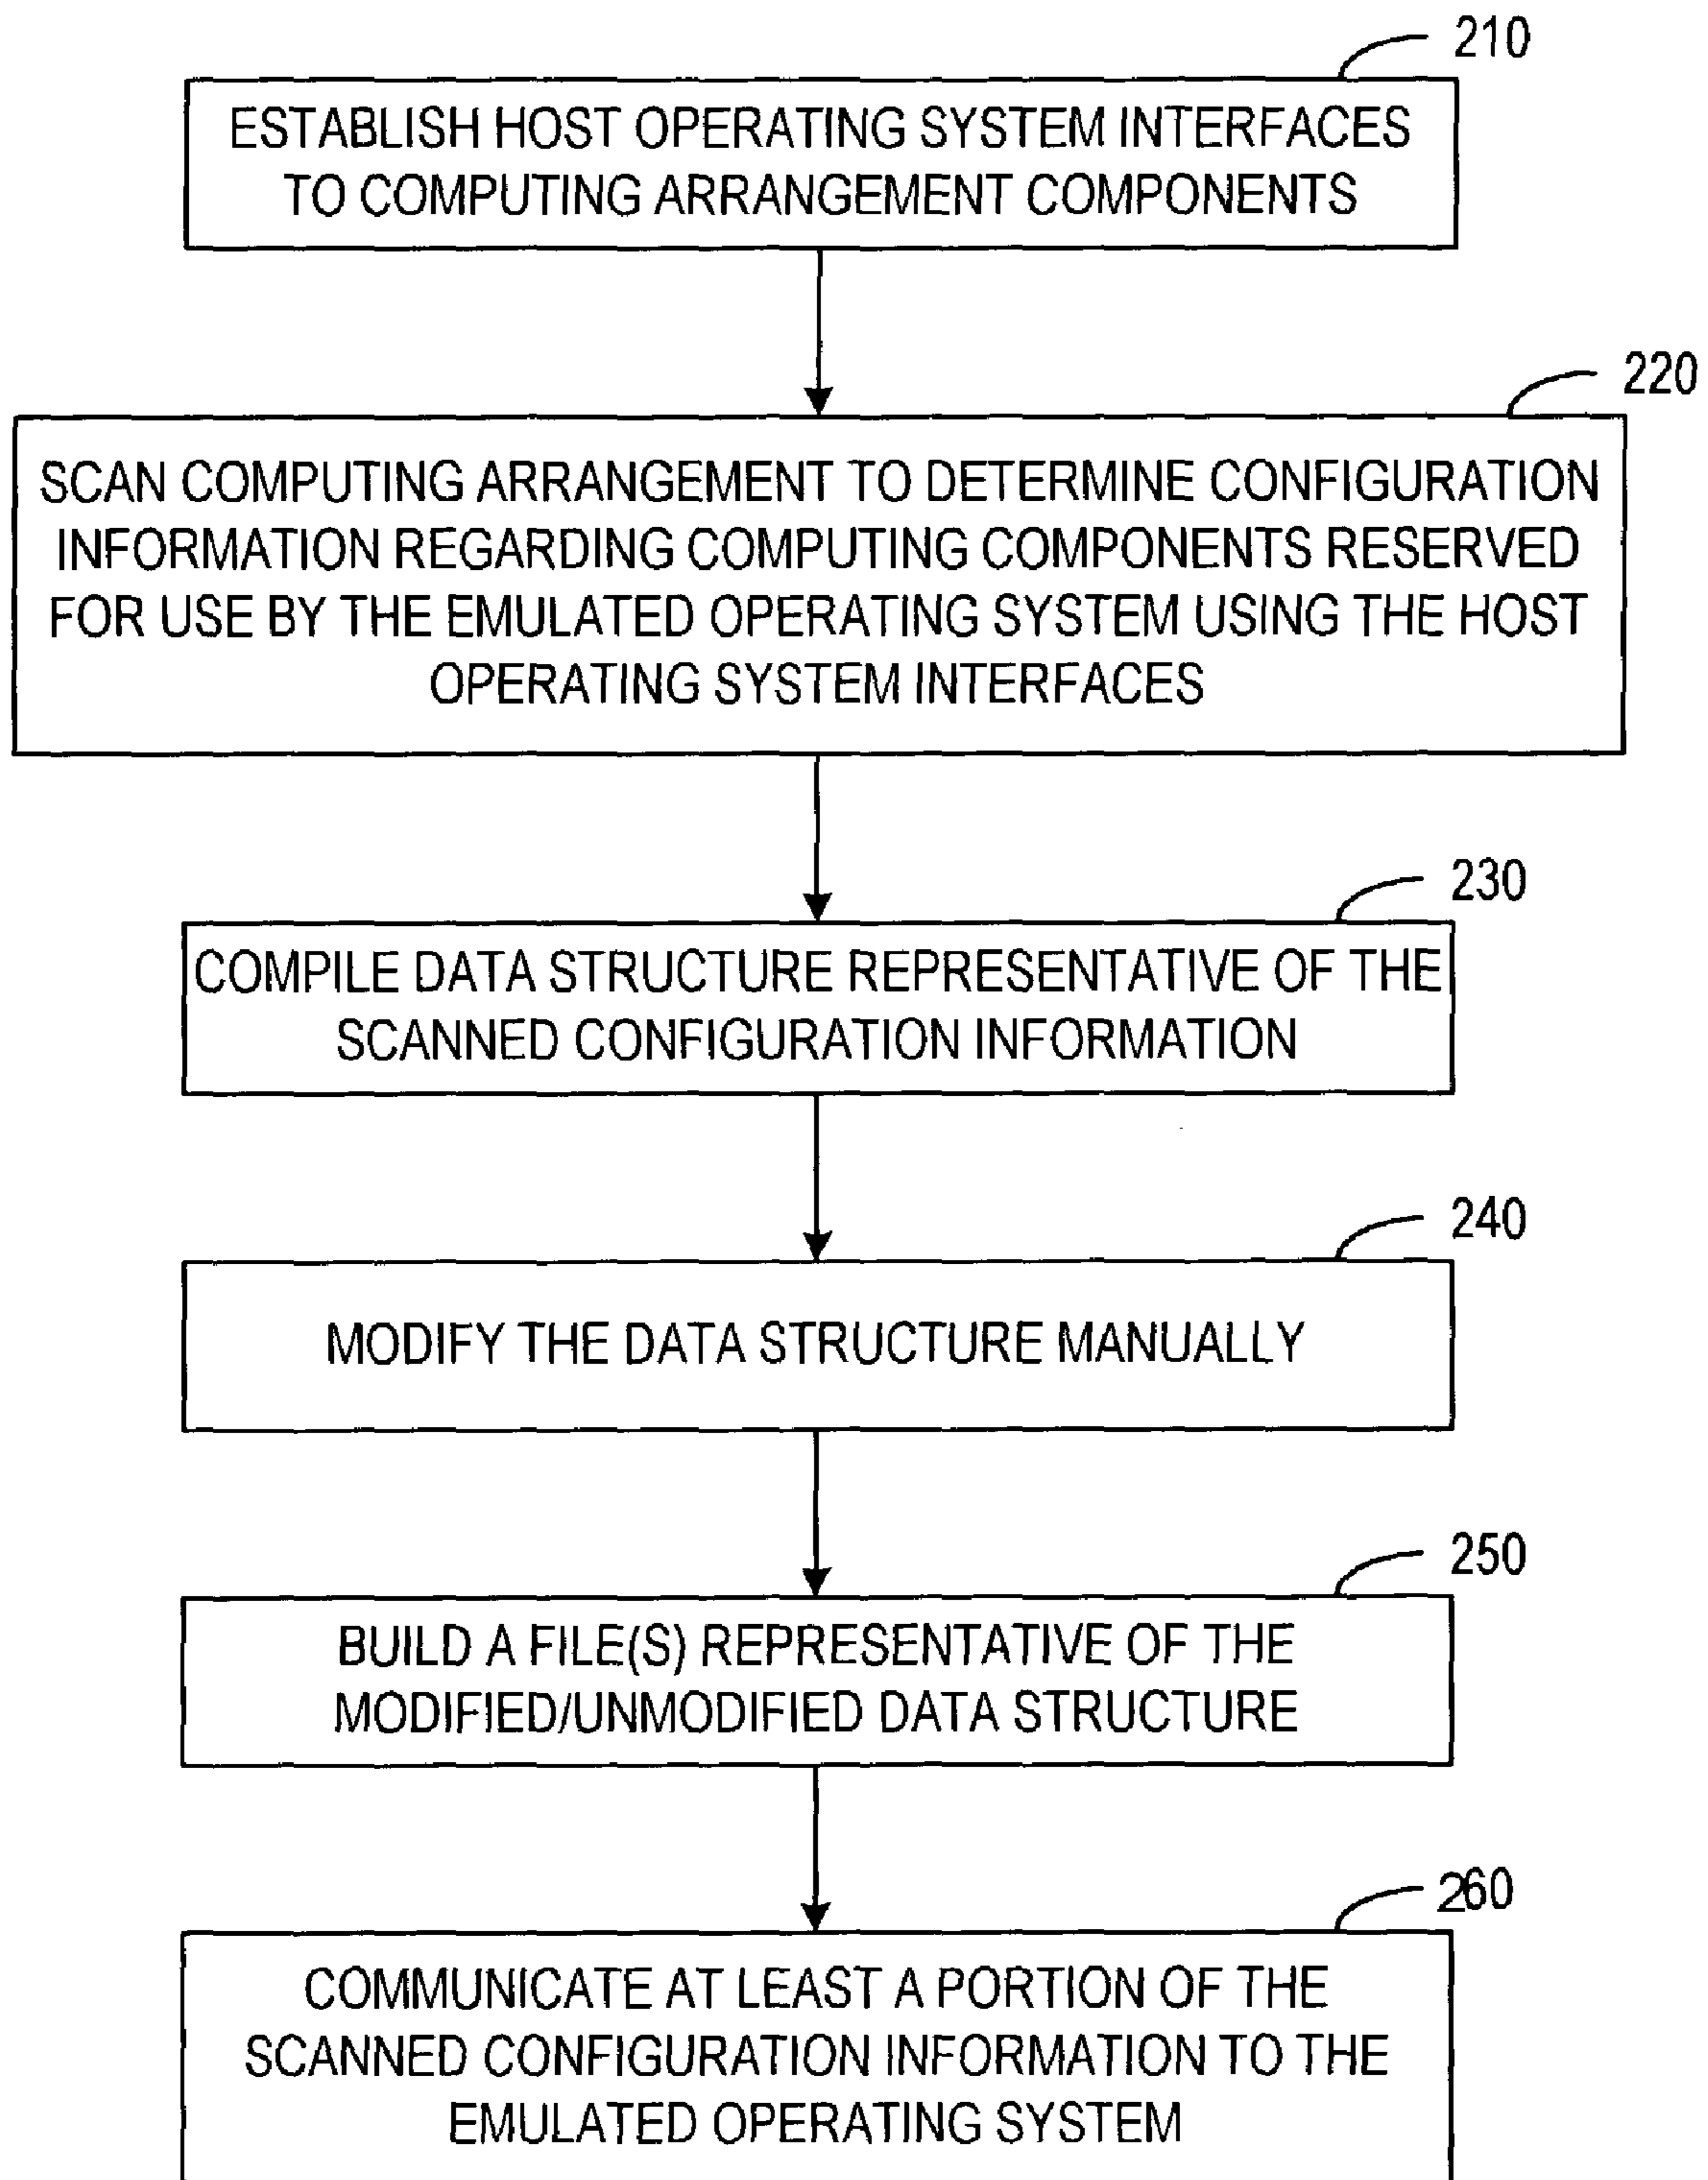 210
ESTABLISH HOST OPERATING SYSTEM INTERFACES
TO COMPUTING ARRANGEMENT COMPONENTS
220
SCAN COMPUTING ARRANGEMENT TO DETERMINE CONFIGURATION
INFORMATION REGARDING COMPUTING COMPONENTS RESERVED
FOR USE BY THE EMULATED OPERATING SYSTEM USING THE HOST
OPERATING SYSTEM INTERFACES
230
COMPILE DATA STRUCTURE REPRESENTATIVE OF THE
SCANNED CONFIGURATION INFORMATION
240
MODIFY THE DATA STRUCTURE MANUALLY
250
BUILD A FILE(S) REPRESENTATIVE OF THE
MODIFIED/UNMODIFIED DATA STRUCTURE
260
COMMUNICATE AT LEAST A PORTION OF THE
SCANNED CONFIGURATION INFORMATION TO THE
EMULATED OPERATING SYSTEM